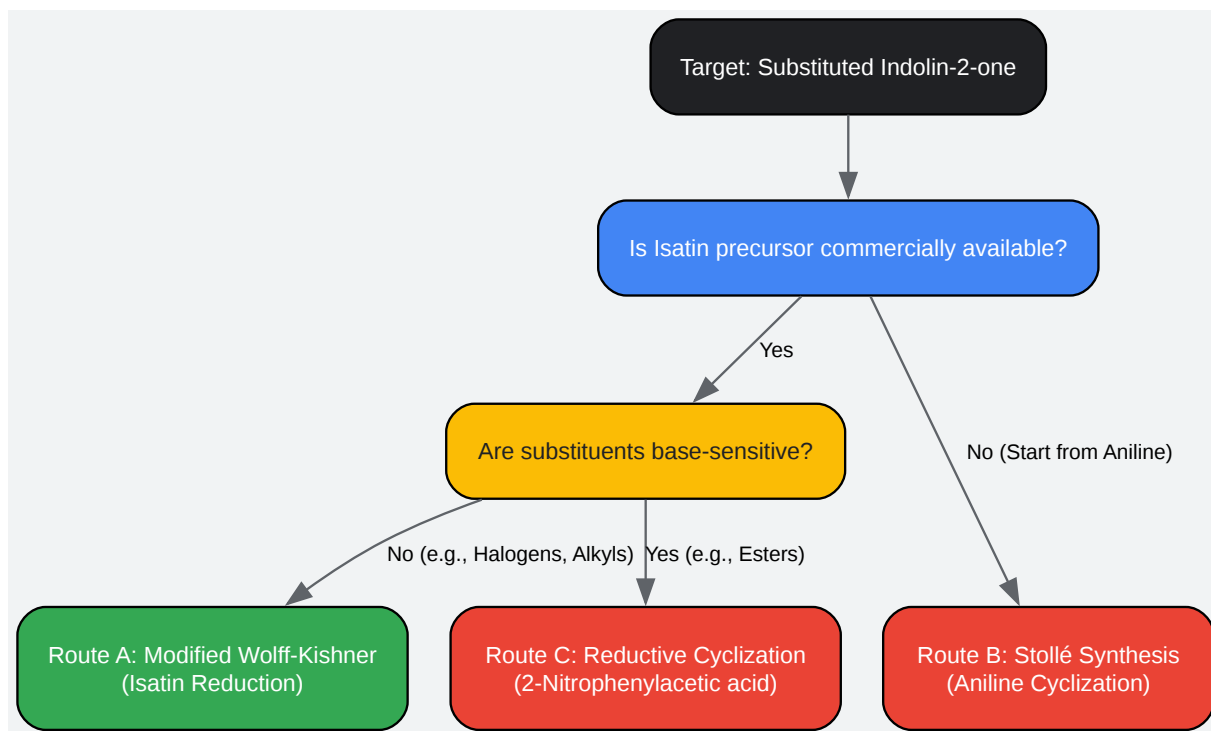 Target: Substituted Indolin-2-one
Is Isatin precursor commercially available?
Yes
Are substituents base-sensitive?
No (Start from Aniline)
No (e.g., Halogens, Alkyls)
Yes (e.g., Esters)
Route A: Modified Wolff-Kishner
(Isatin Reduction)
Route C: Reductive Cyclization
(2-Nitrophenylacetic acid)
Route B: Stollé Synthesis
(Aniline Cyclization)